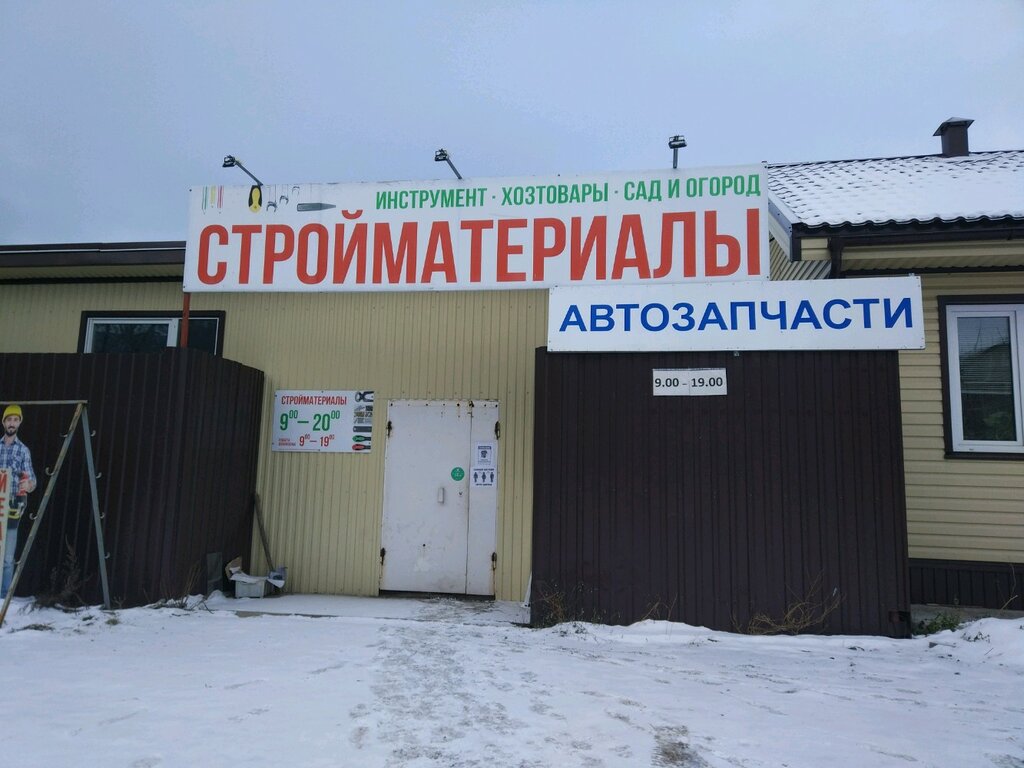 ИНСТРУМЕНТ · ХОЗТОВАРЫ · САД И ОГОРОД
СТРОЙМАТЕРИАЛЫ
АВТОЗАПЧАСТИ
9.00 - 19.00
СТРОЙМАТЕРИАЛЫ
9⁰⁰ — 20⁰⁰
9⁰⁰ — 19⁰⁰